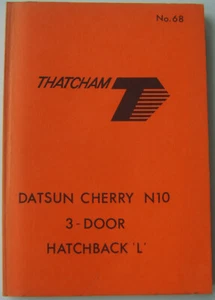 No.68
THATCHAM
DATSUN CHERRY N10
3-DOOR
HATCHBACK 'L'